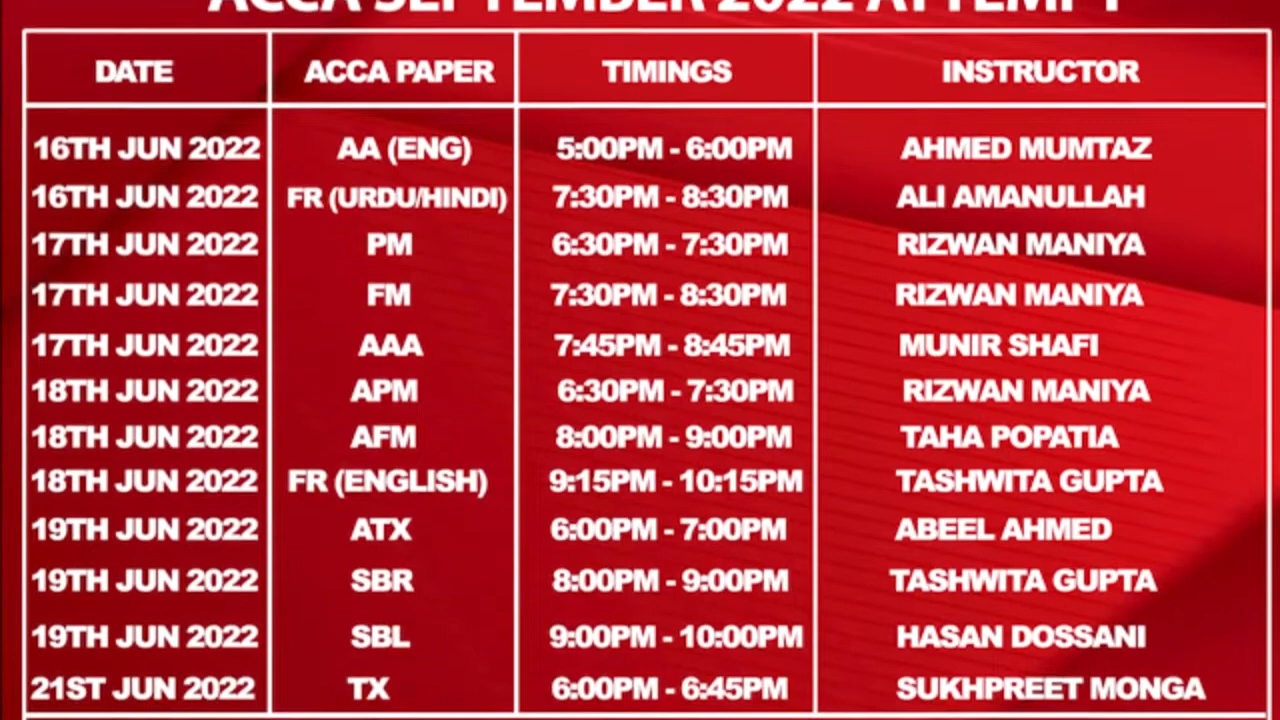 ACCA SEPTEMBER 2022 ATTEMPT
DATE ACCA PAPER TIMINGS INSTRUCTOR
16TH JUN 2022 AA (ENG) 5:00PM - 6:00PM AHMED MUMTAZ
16TH JUN 2022 FR (URDU/HINDI) 7:30PM - 8:30PM ALI AMANULLAH
17TH JUN 2022 PM 6:30PM - 7:30PM RIZWAN MANIYA
17TH JUN 2022 FM 7:30PM - 8:30PM RIZWAN MANIYA
17TH JUN 2022 AAA 7:45PM - 8:45PM MUNIR SHAFI
18TH JUN 2022 APM 6:30PM - 7:30PM RIZWAN MANIYA
18TH JUN 2022 AFM 8:00PM - 9:00PM TAHA POPATIA
18TH JUN 2022 FR (ENGLISH) 9:15PM - 10:15PM TASHWITA GUPTA
19TH JUN 2022 ATX 6:00PM - 7:00PM ABEEL AHMED
19TH JUN 2022 SBR 8:00PM - 9:00PM TASHWITA GUPTA
19TH JUN 2022 SBL 9:00PM - 10:00PM HASAN DOSSANI
21ST JUN 2022 TX 6:00PM - 6:45PM SUKHPREET MONGA